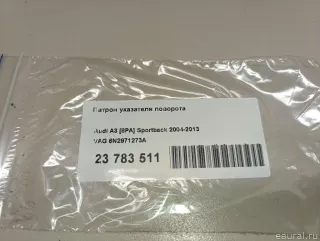 Патрон указателя поворота
Audi A3 [8PA] Sportback 2004-2013
VAG 6N2971273A
23 783 511
eaural.ru